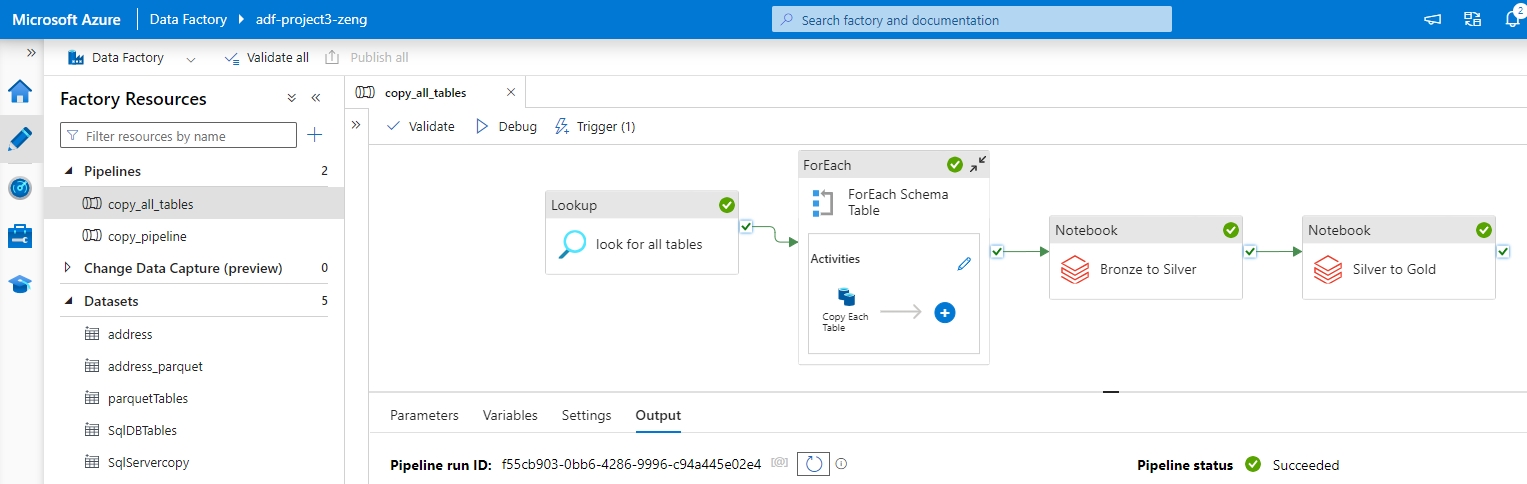 Microsoft Azure
Data Factory
adf-project3-zeng
Search factory and documentation
2
Data Factory
Validate all
Publish all
Factory Resources
Filter resources by name
Pipelines
2
copy_all_tables
copy_pipeline
Change Data Capture (preview)
0
Datasets
5
address
address_parquet
parquetTables
SqlDBTables
SqlServercopy
copy_all_tables
Validate
Debug
Trigger (1)
Lookup
look for all tables
ForEach
ForEach Schema
Table
Activities
Copy Each
Table
Notebook
Bronze to Silver
Notebook
Silver to Gold
Parameters
Variables
Settings
Output
Pipeline run ID: f55cb903-0bb6-4286-9996-c94a445e02e4 [@]
Pipeline status
Succeeded